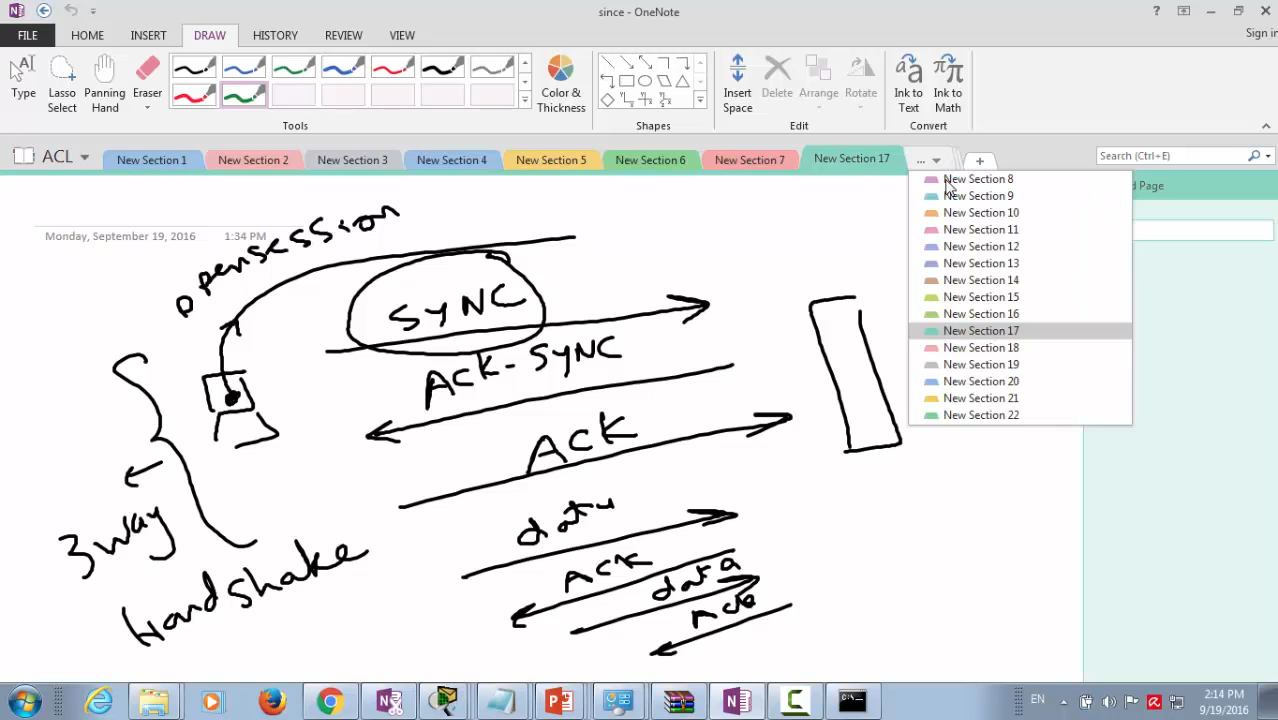 since - OneNote
?
FILE HOME INSERT DRAW HISTORY REVIEW VIEW Sign in
Type
Lasso Select
Panning Hand
Eraser
Color & Thickness
Insert Space
Delete
Arrange
Rotate
Ink to Text
Ink to Math
Tools Shapes Edit Convert
ACL New Section 1 New Section 2 New Section 3 New Section 4 New Section 5 New Section 6 New Section 7 New Section 17 ... + Search (Ctrl+E)
New Section 8
d Page
New Section 9
New Section 10
New Section 11
New Section 12
New Section 13
New Section 14
New Section 15
New Section 16
New Section 17
New Section 18
New Section 19
New Section 20
New Section 21
New Section 22
Monday, September 19, 2016 1:34 PM
opensession
SYNC
ACK-SYNC
ACK
data
ACK
data
ACK
3 way
handshake
EN
2:14 PM
9/19/2016